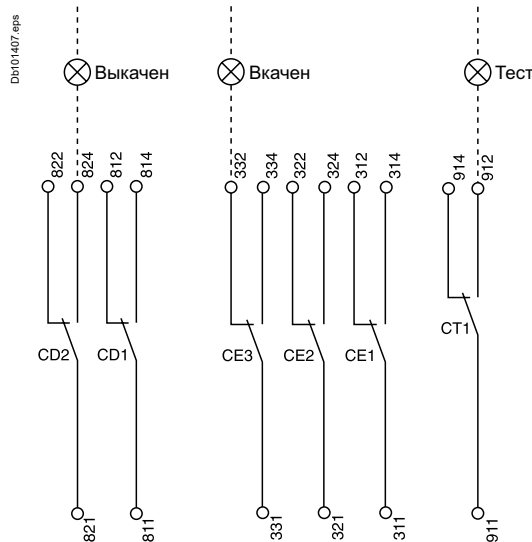 Db101407.eps
Выкачен
Вкачен
Тест
822
824
812
814
332
334
322
324
312
314
914
912
CD2
CD1
CE3
CE2
CE1
CT1
821
811
331
321
311
911